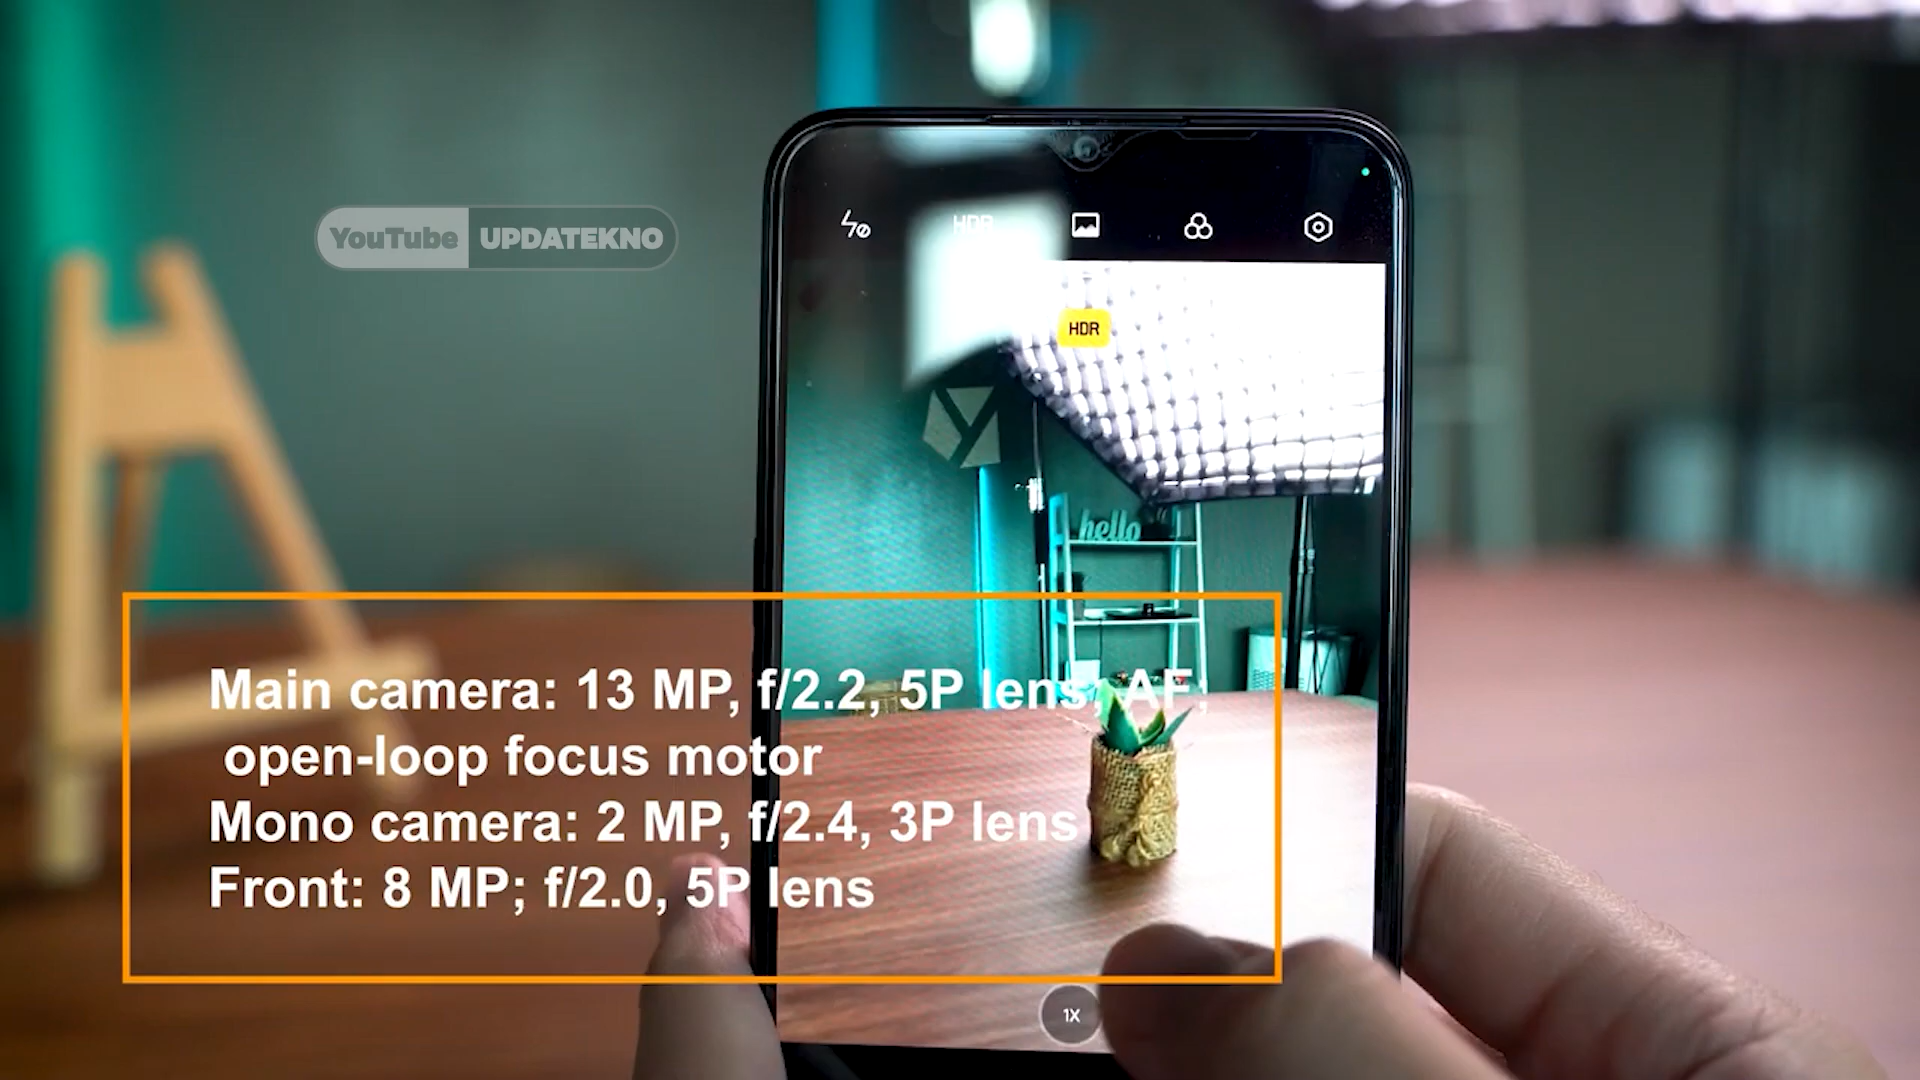 YouTube UPDATEKNO
HDR
HDR
hello
Main camera: 13 MP, f/2.2, 5P lens, AF;
open-loop focus motor
Mono camera: 2 MP, f/2.4, 3P lens
Front: 8 MP; f/2.0, 5P lens
1X